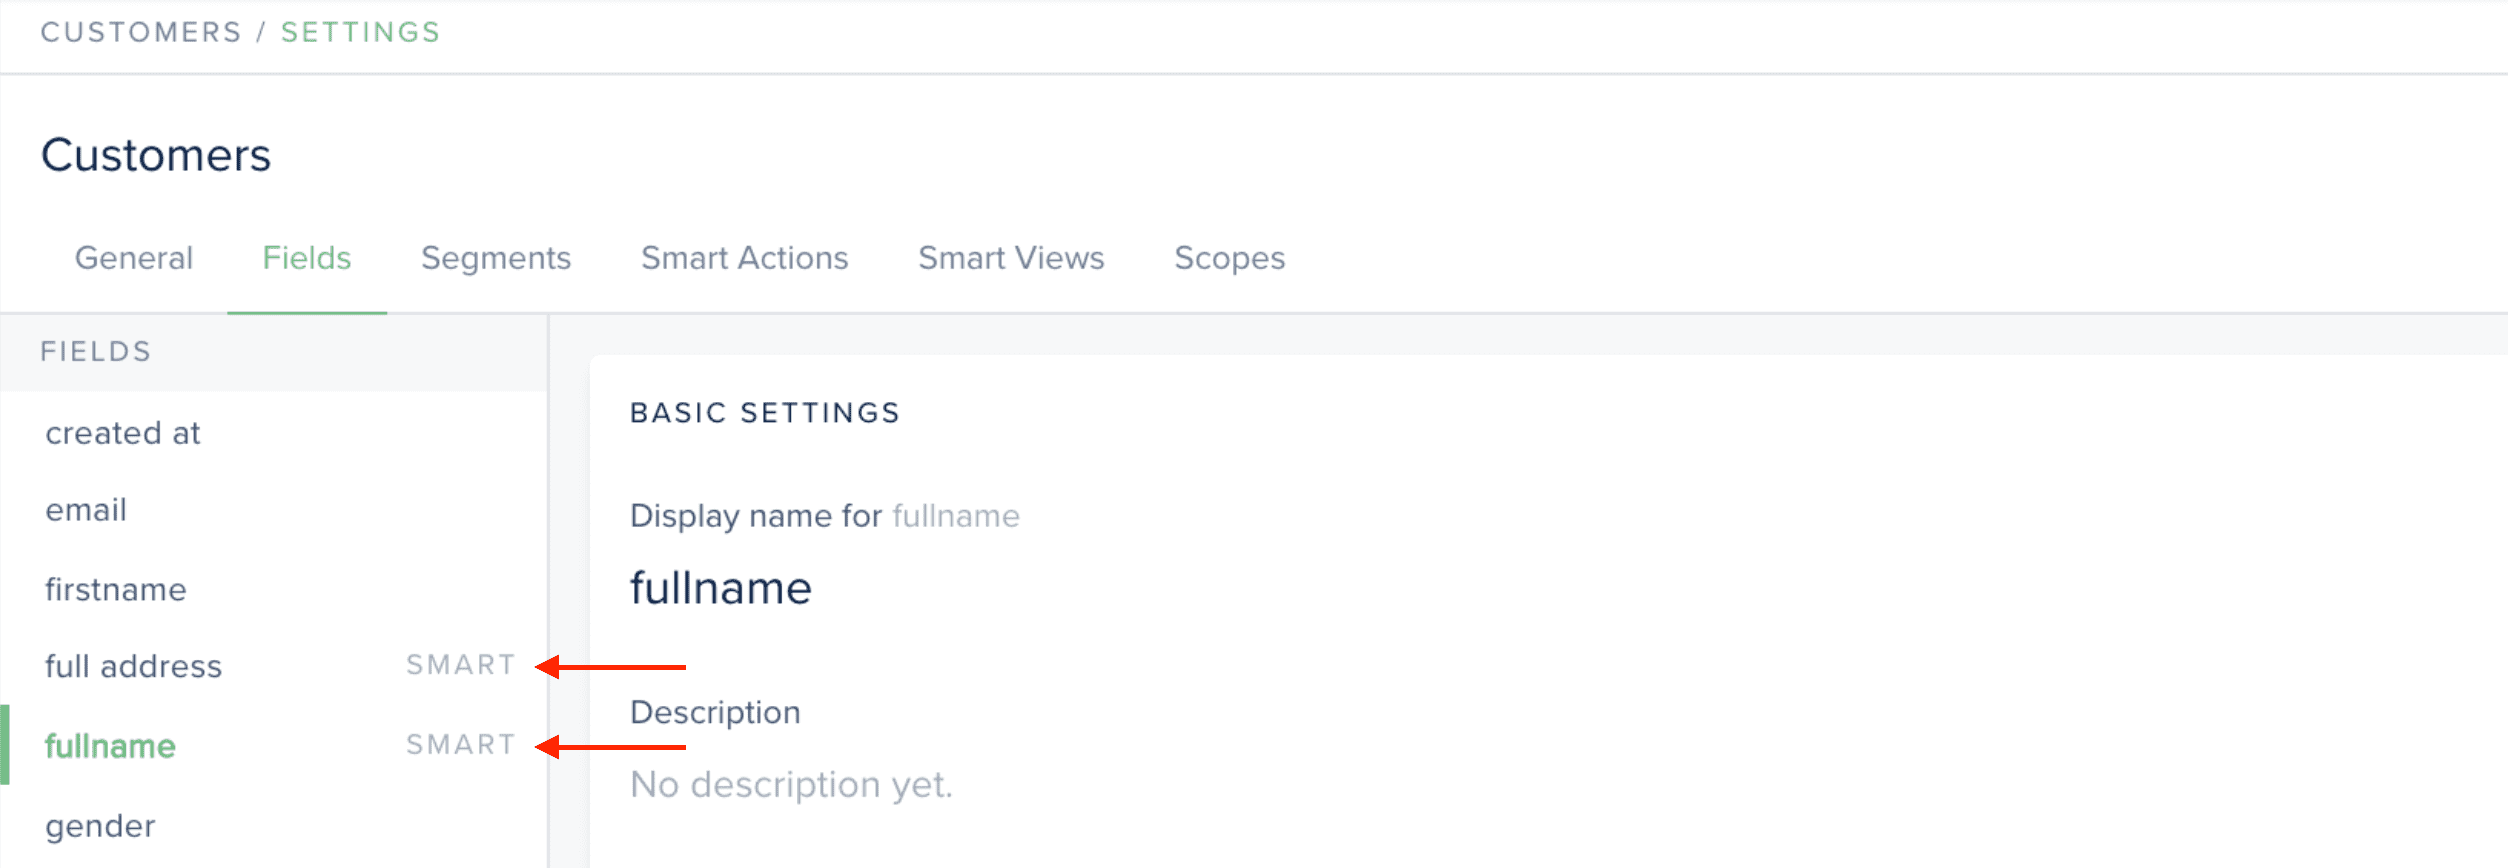 CUSTOMERS / SETTINGS
Customers
General Fields Segments Smart Actions Smart Views Scopes
FIELDS
created at
email
firstname
full address SMART
fullname SMART
gender
BASIC SETTINGS
Display name for fullname
fullname
Description
No description yet.